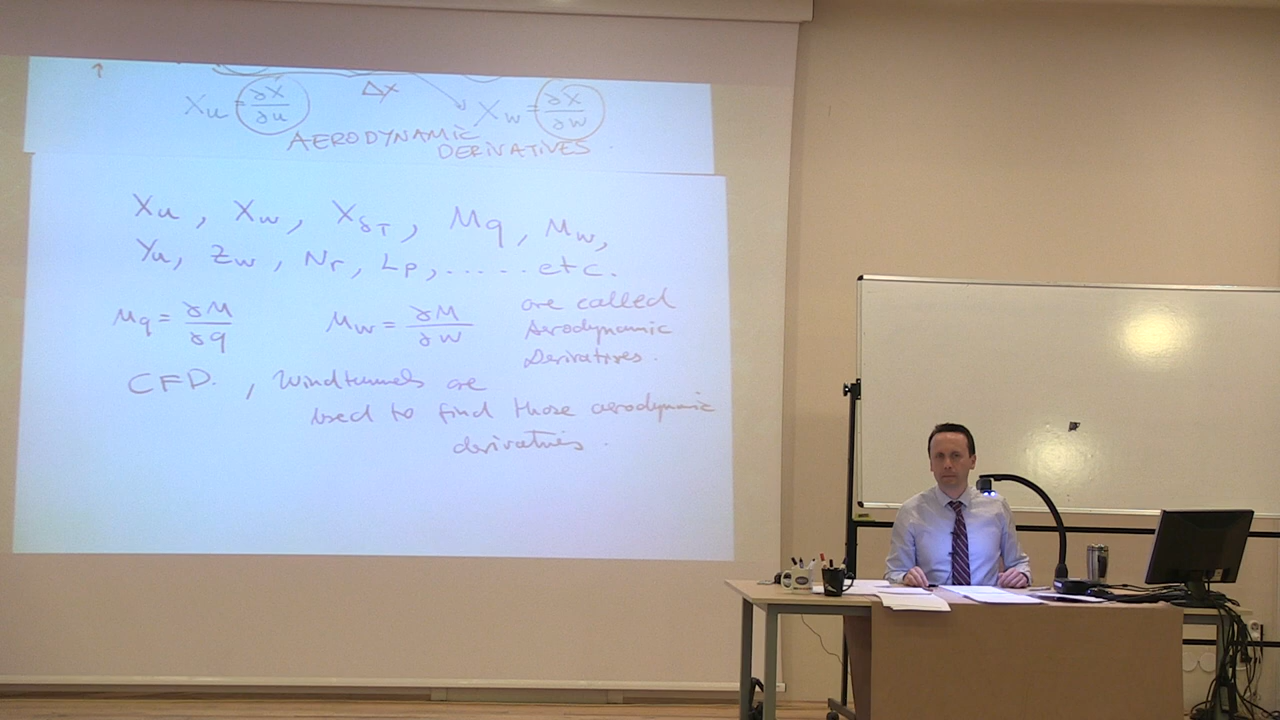 ↑
Xu = ∂X/∂u   Δx   Xw = ∂X/∂w
AERODYNAMIC
DERIVATIVES.
Xu, Xw, XδT, Mq, Mw,
Yu, Zw, Nr, Lp, ...... etc.
Mq = ∂M/∂q   Mw = ∂M/∂w   are called
Aerodynamic
Derivatives.
CFD. , Windtunnels are
used to find those aerodynamic
derivatives.